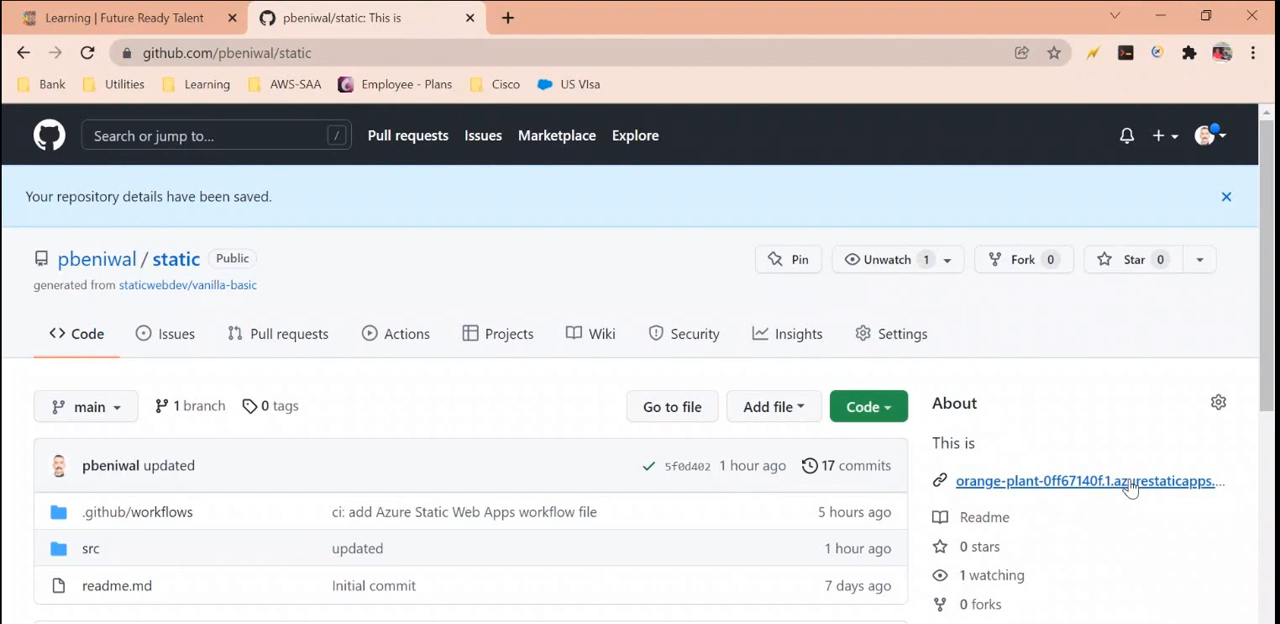 Learning | Future Ready Talent
pbeniwal/static: This is
github.com/pbeniwal/static
Bank Utilities Learning AWS-SAA Employee - Plans Cisco US VIsa
Search or jump to... / Pull requests Issues Marketplace Explore
Your repository details have been saved.
pbeniwal / static Public
Pin Unwatch 1 Fork 0 Star 0
generated from staticwebdev/vanilla-basic
Code Issues Pull requests Actions Projects Wiki Security Insights Settings
main 1 branch 0 tags Go to file Add file Code
pbeniwal updated 5f0d402 1 hour ago 17 commits
.github/workflows ci: add Azure Static Web Apps workflow file 5 hours ago
src updated 1 hour ago
readme.md Initial commit 7 days ago
About
This is
orange-plant-0ff67140f.1.azurestaticapps....
Readme
0 stars
1 watching
0 forks